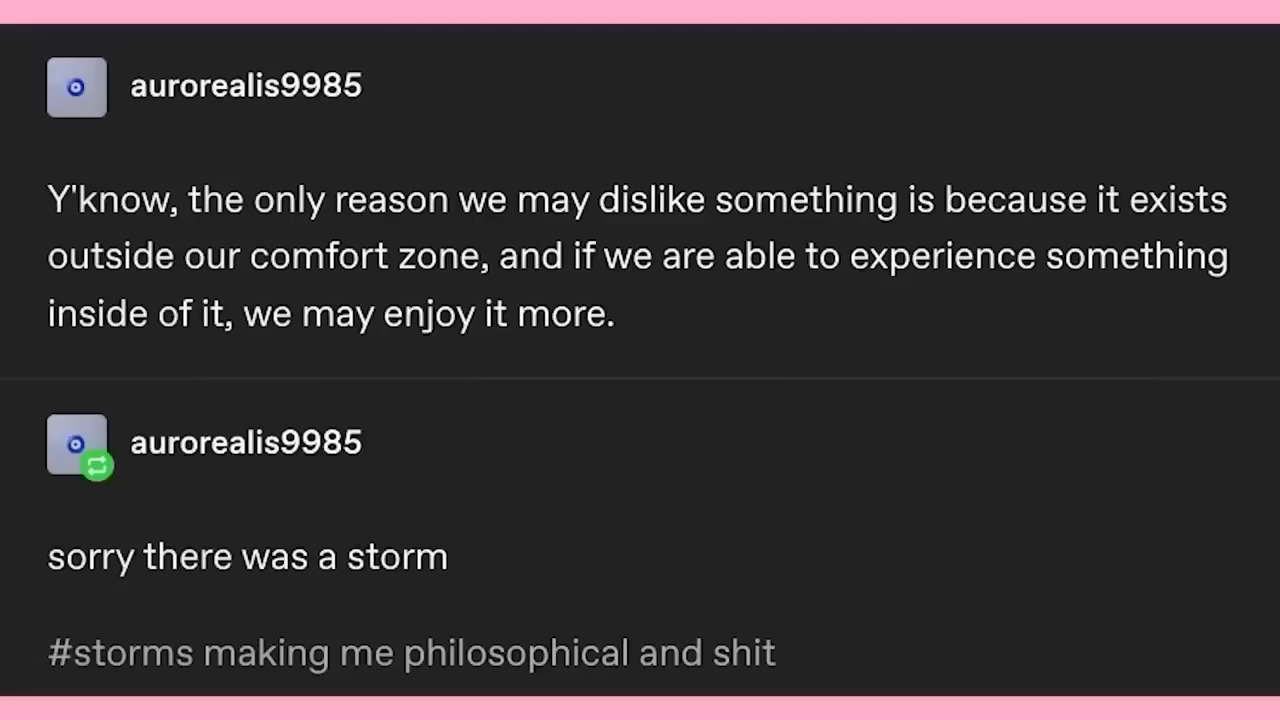 aurorealis9985
Y'know, the only reason we may dislike something is because it exists
outside our comfort zone, and if we are able to experience something
inside of it, we may enjoy it more.
aurorealis9985
sorry there was a storm
#storms making me philosophical and shit